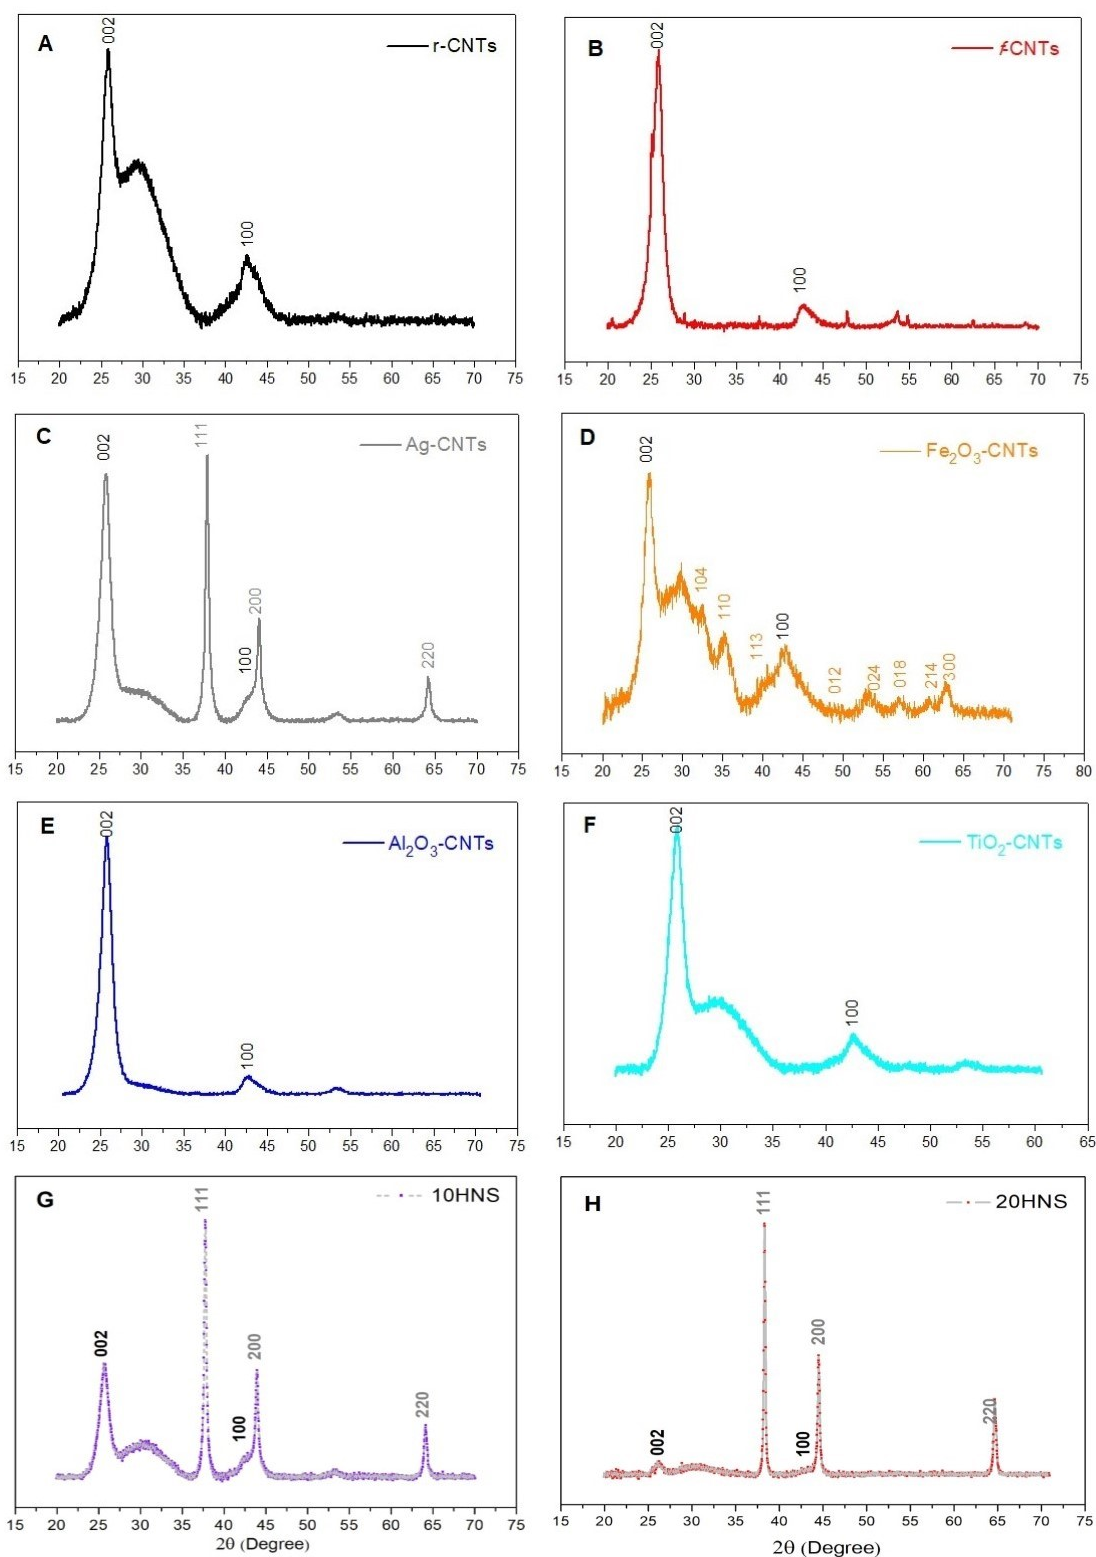 A
002
r-CNTs
100
15 20 25 30 35 40 45 50 55 60 65 70 75
B
002
fCNTs
100
15 20 25 30 35 40 45 50 55 60 65 70 75
C
002
111
Ag-CNTs
200
100
220
15 20 25 30 35 40 45 50 55 60 65 70 75
D
002
Fe₂O₃-CNTs
104
110
113
100
012
024
018
214
300
15 20 25 30 35 40 45 50 55 60 65 70 75 80
E
002
Al₂O₃-CNTs
100
15 20 25 30 35 40 45 50 55 60 65 70 75
F
002
TiO₂-CNTs
100
15 20 25 30 35 40 45 50 55 60 65
G
111
10HNS
002
200
100
220
15 20 25 30 35 40 45 50 55 60 65 70 75
2θ (Degree)
H
111
20HNS
200
002
100
220
15 20 25 30 35 40 45 50 55 60 65 70 75
2θ (Degree)